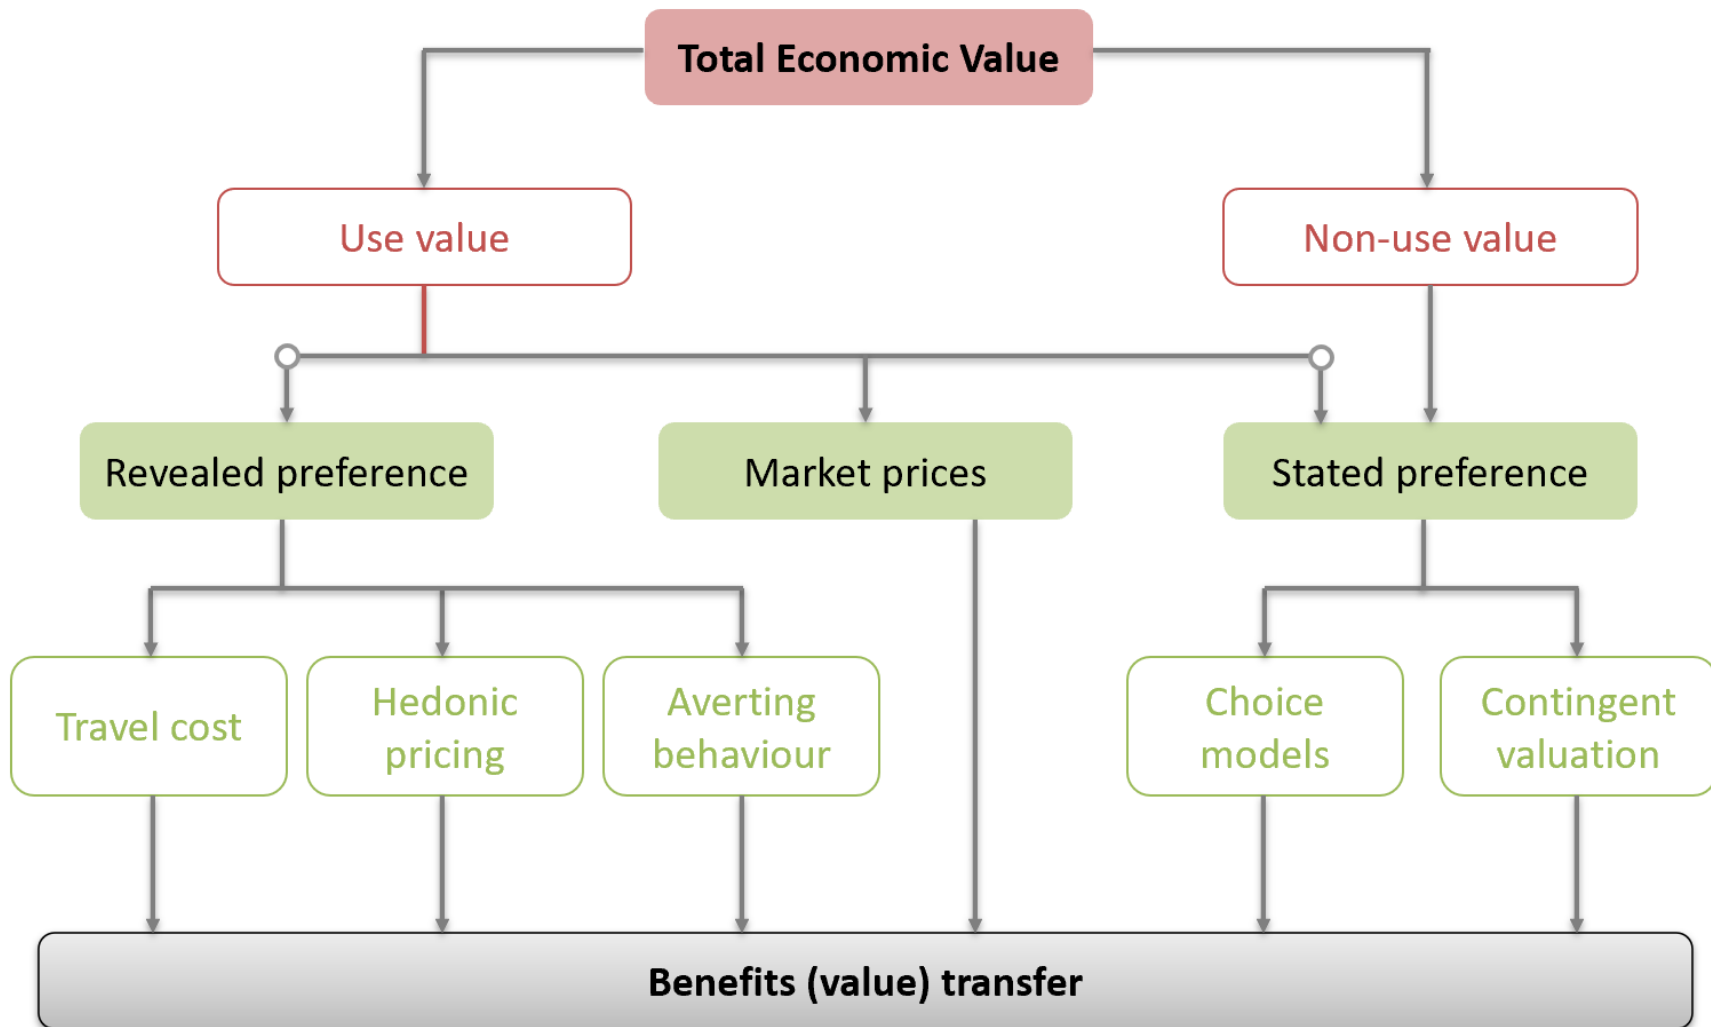 Total Economic Value
Use value
Non-use value
Revealed preference
Market prices
Stated preference
Travel cost
Hedonic
pricing
Averting
behaviour
Choice
models
Contingent
valuation
Benefits (value) transfer